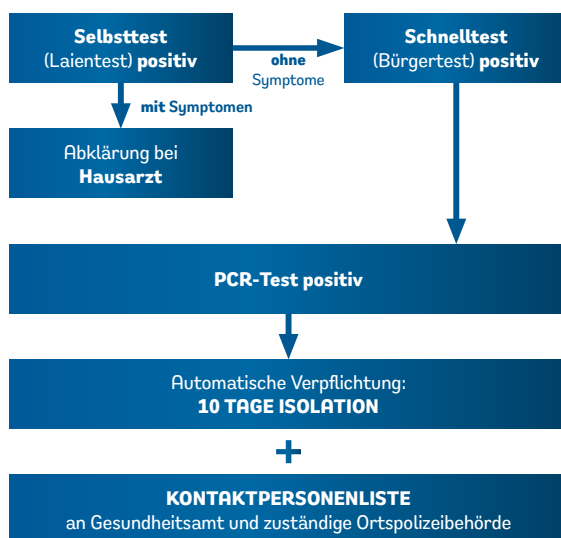 Selbsttest
(Laientest) positiv
ohne
Symptome
Schnelltest
(Bürgertest) positiv
mit Symptomen
Abklärung bei
Hausarzt
PCR-Test positiv
Automatische Verpflichtung:
10 TAGE ISOLATION
+
KONTAKTPERSONENLISTE
an Gesundheitsamt und zuständige Ortspolizeibehörde